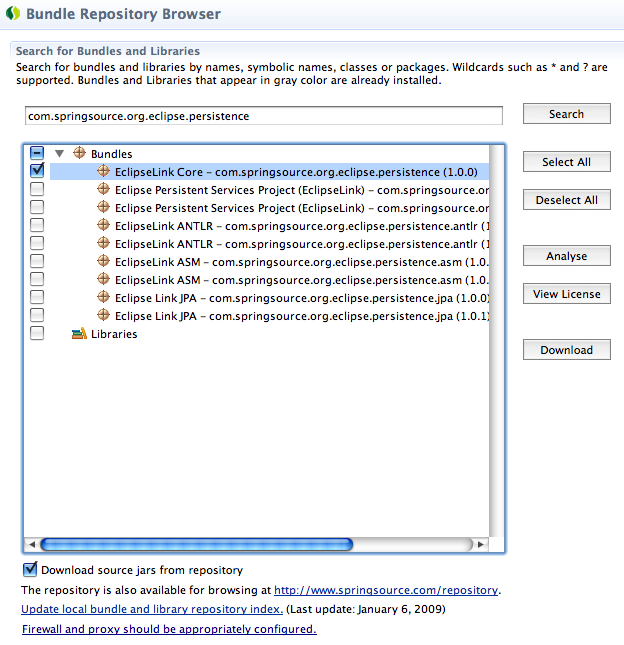 Bundle Repository Browser
Search for Bundles and Libraries
Search for bundles and libraries by names, symbolic names, classes or packages. Wildcards such as * and ? are
supported. Bundles and Libraries that appear in gray color are already installed.
com.springsource.org.eclipse.persistence
Search
Bundles
EclipseLink Core – com.springsource.org.eclipse.persistence (1.0.0)
Select All
Eclipse Persistent Services Project (EclipseLink) – com.springsource.or
Deselect All
Eclipse Persistent Services Project (EclipseLink) – com.springsource.or
EclipseLink ANTLR – com.springsource.org.eclipse.persistence.antlr (1
EclipseLink ANTLR – com.springsource.org.eclipse.persistence.antlr (1
Analyse
EclipseLink ASM – com.springsource.org.eclipse.persistence.asm (1.0.
EclipseLink ASM – com.springsource.org.eclipse.persistence.asm (1.0.
View License
Eclipse Link JPA – com.springsource.org.eclipse.persistence.jpa (1.0.0)
Eclipse Link JPA – com.springsource.org.eclipse.persistence.jpa (1.0.1)
Libraries
Download
Download source jars from repository
The repository is also available for browsing at http://www.springsource.com/repository.
Update local bundle and library repository index. (Last update: January 6, 2009)
Firewall and proxy should be appropriately configured.